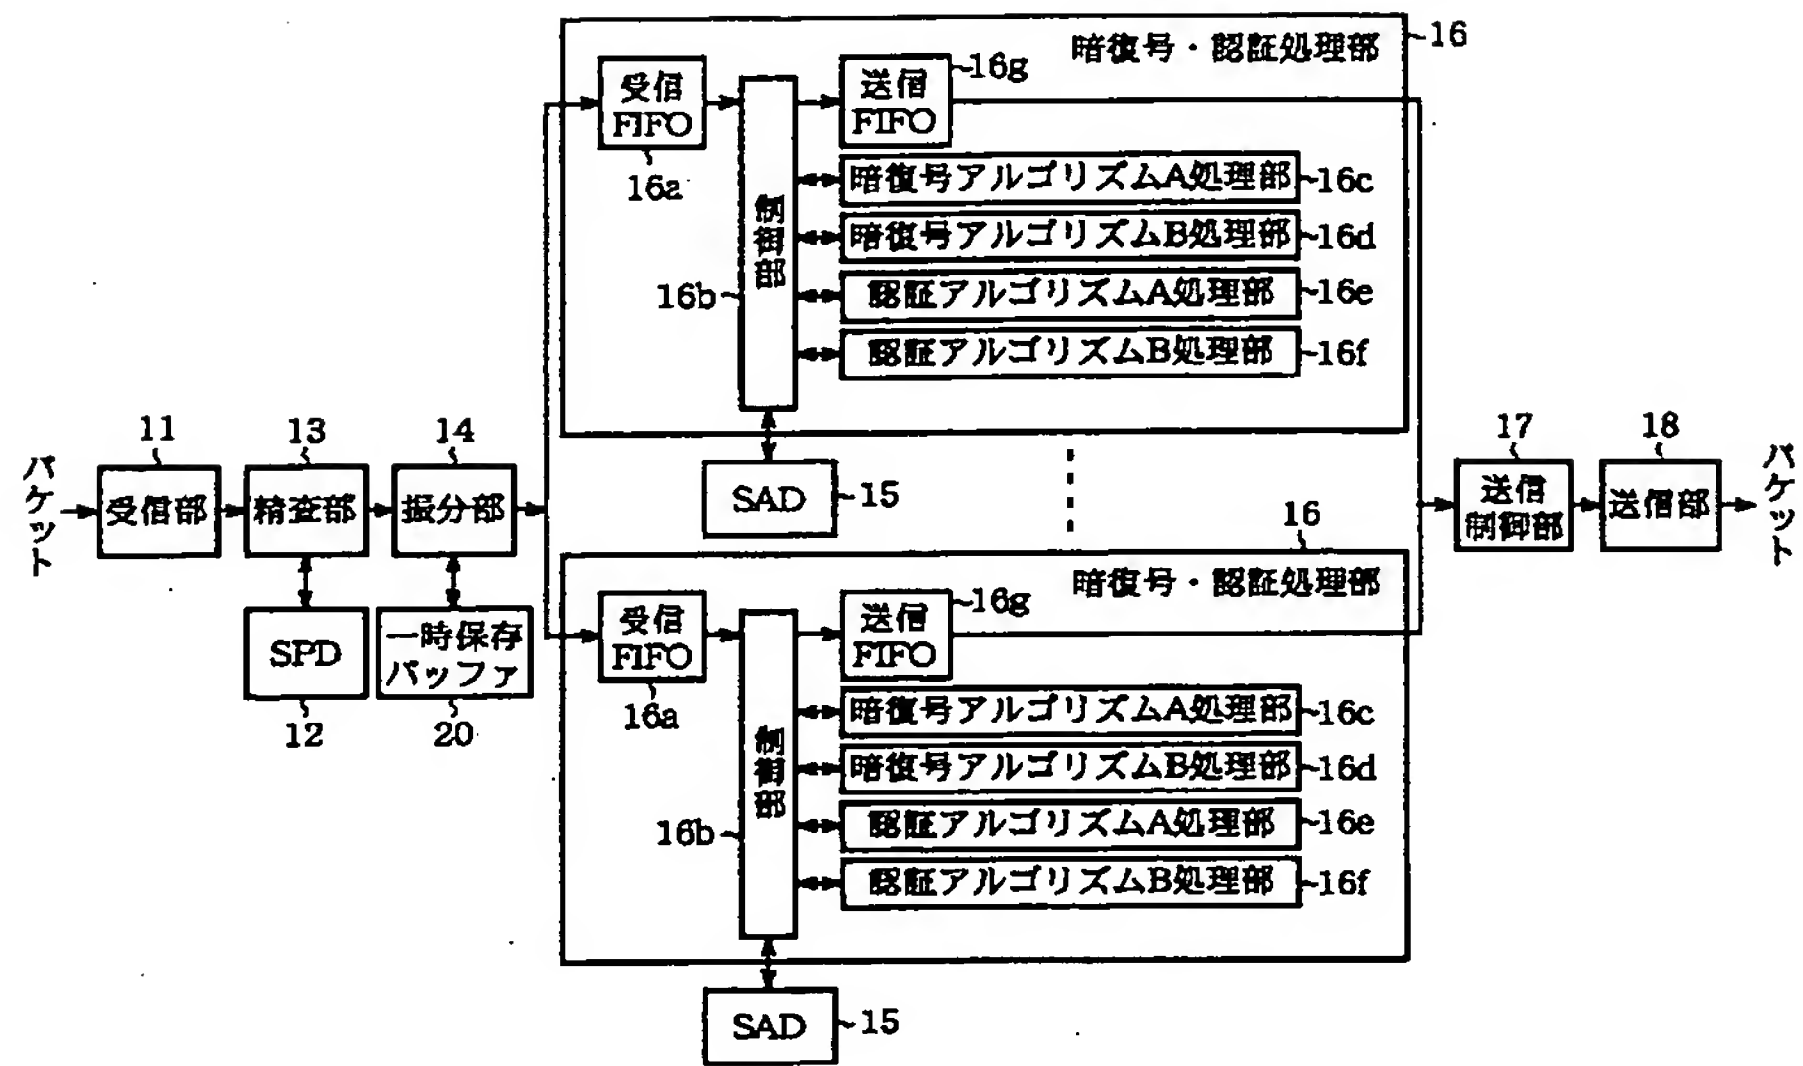 16
暗復号・認証処理部
受信
FIFO
16a
送信
FIFO
16g
制御部
16b
暗復号アルゴリズムA処理部
16c
暗復号アルゴリズムB処理部
16d
認証アルゴリズムA処理部
16e
認証アルゴリズムB処理部
16f
SAD
15
パケット
11
受信部
13
精査部
14
振分部
SPD
12
一時保存
バッファ
20
16
暗復号・認証処理部
受信
FIFO
16a
送信
FIFO
16g
制御部
16b
暗復号アルゴリズムA処理部
16c
暗復号アルゴリズムB処理部
16d
認証アルゴリズムA処理部
16e
認証アルゴリズムB処理部
16f
SAD
15
17
送信
制御部
18
送信部
パケット